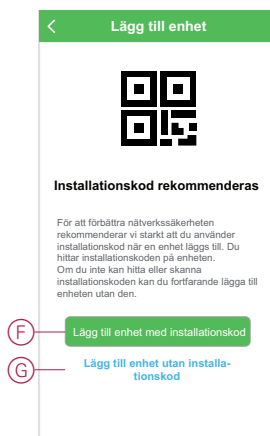 Lägg till enhet
Installationskod rekommenderas
För att förbättra nätverkssäkerheten
rekommenderar vi starkt att du använder
installationskod när en enhet läggs till. Du
hittar installationskoden på enheten.
Om du inte kan hitta eller skanna
installationskoden kan du fortfarande lägga till
enheten utan den.
F Lägg till enhet med installationskod
G Lägg till enhet utan installa-
tionskod